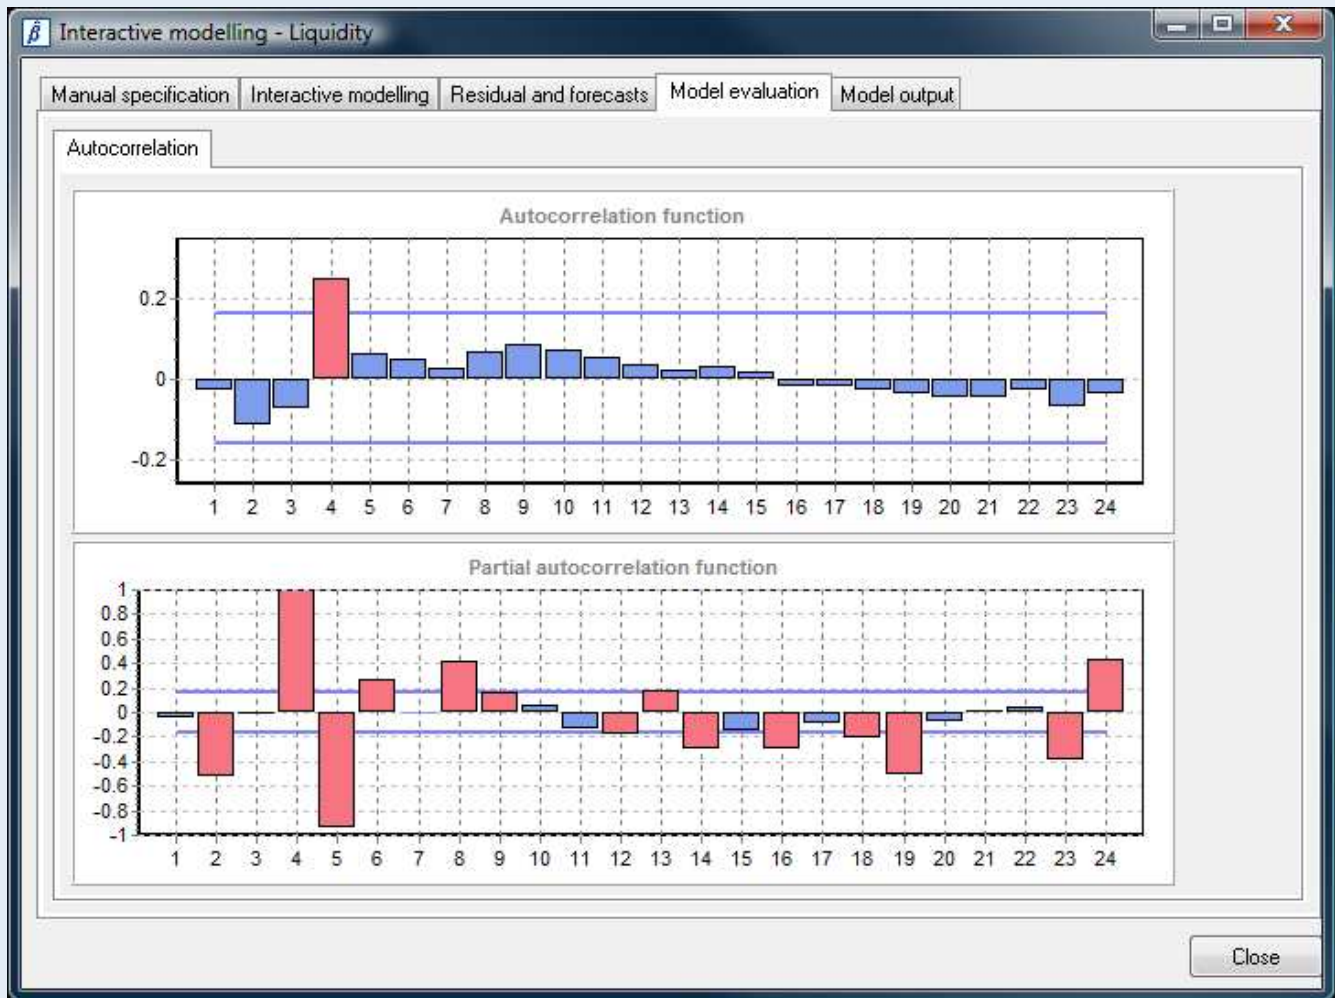 β̂ Interactive modelling - Liquidity
Manual specification Interactive modelling Residual and forecasts Model evaluation Model output
Autocorrelation
Autocorrelation function
0.2
0
-0.2
1 2 3 4 5 6 7 8 9 10 11 12 13 14 15 16 17 18 19 20 21 22 23 24
Partial autocorrelation function
1
0.8
0.6
0.4
0.2
0
-0.2
-0.4
-0.6
-0.8
-1
1 2 3 4 5 6 7 8 9 10 11 12 13 14 15 16 17 18 19 20 21 22 23 24
Close